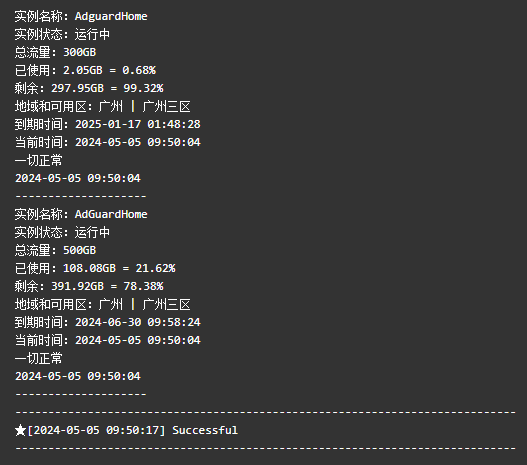 实例名称: AdguardHome
实例状态: 运行中
总流量: 300GB
已使用: 2.05GB = 0.68%
剩余: 297.95GB = 99.32%
地域和可用区: 广州 | 广州三区
到期时间: 2025-01-17 01:48:28
当前时间: 2024-05-05 09:50:04
一切正常
2024-05-05 09:50:04
--------------------
实例名称: AdGuardHome
实例状态: 运行中
总流量: 500GB
已使用: 108.08GB = 21.62%
剩余: 391.92GB = 78.38%
地域和可用区: 广州 | 广州三区
到期时间: 2024-06-30 09:58:24
当前时间: 2024-05-05 09:50:04
一切正常
2024-05-05 09:50:04
--------------------
----------------------------------------------------------------------------
★[2024-05-05 09:50:17] Successful
----------------------------------------------------------------------------